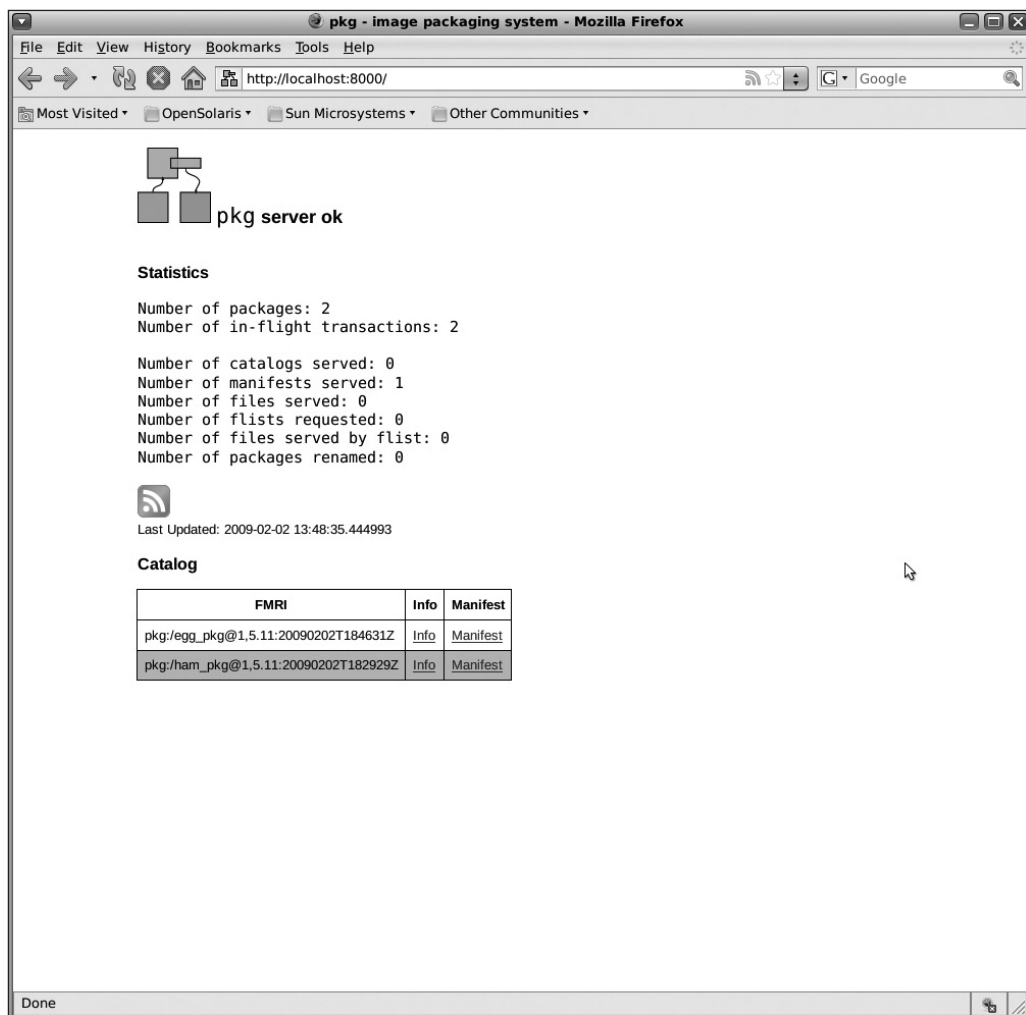 pkg - image packaging system - Mozilla Firefox
File Edit View History Bookmarks Tools Help
http://localhost:8000/ G Google
Most Visited OpenSolaris Sun Microsystems Other Communities
pkg server ok
Statistics
Number of packages: 2
Number of in-flight transactions: 2
Number of catalogs served: 0
Number of manifests served: 1
Number of files served: 0
Number of flists requested: 0
Number of files served by flist: 0
Number of packages renamed: 0
Last Updated: 2009-02-02 13:48:35.444993
Catalog
FMRI Info Manifest
pkg:/egg_pkg@1,5.11:20090202T184631Z Info Manifest
pkg:/ham_pkg@1,5.11:20090202T182929Z Info Manifest
Done